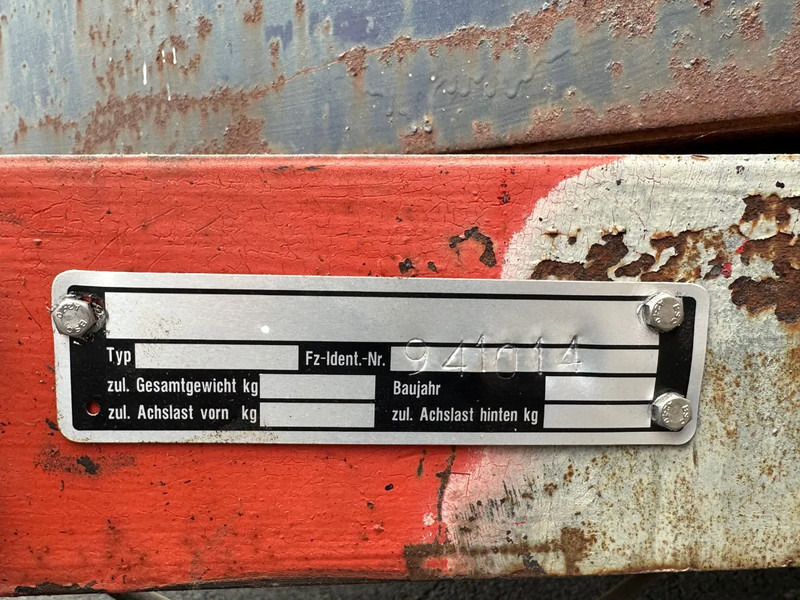 Typ Fz-Ident.-Nr. 941014
zul. Gesamtgewicht kg Baujahr
zul. Achslast vorn kg zul. Achslast hinten kg